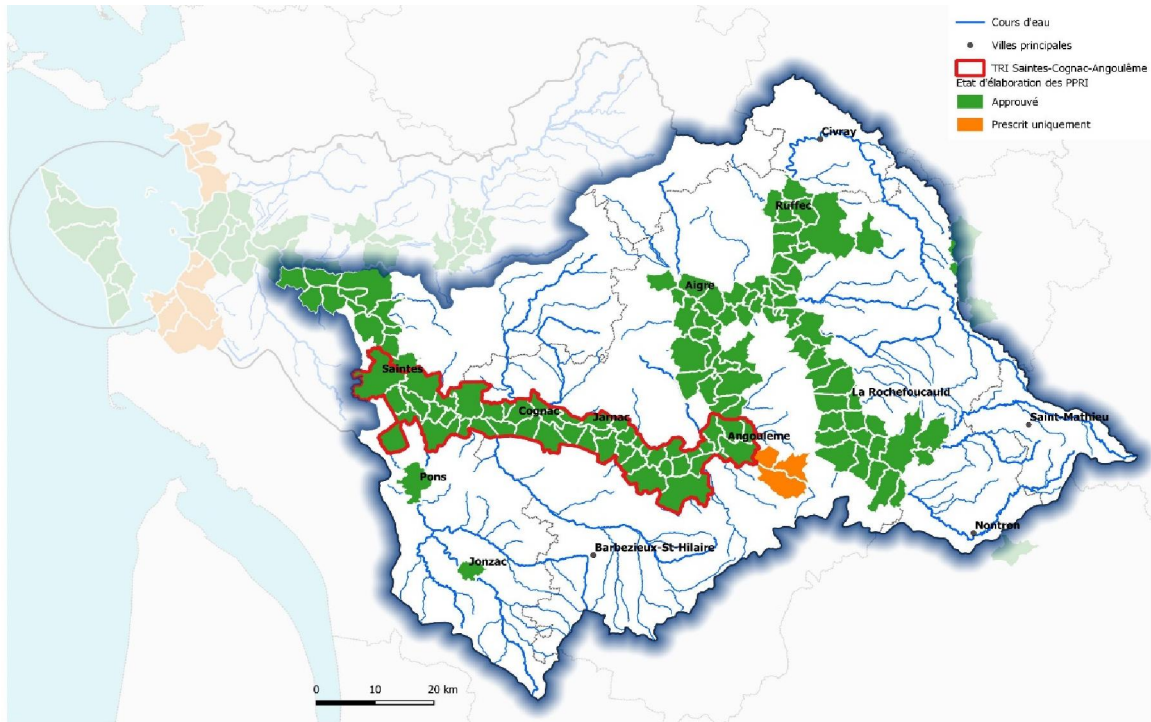 Cours d'eau
Villes principales
TRI Saintes-Cognac-Angoulême
Etat d'élaboration des PPRI
Approuvé
Prescrit uniquement
Civray
Ruffec
Aigre
Saintes
La Rochefoucauld
Cognac
Jarnac
Saint-Mathieu
Angoulême
Pons
Nontron
Barbezieux-St-Hilaire
Jonzac
0 10 20 km